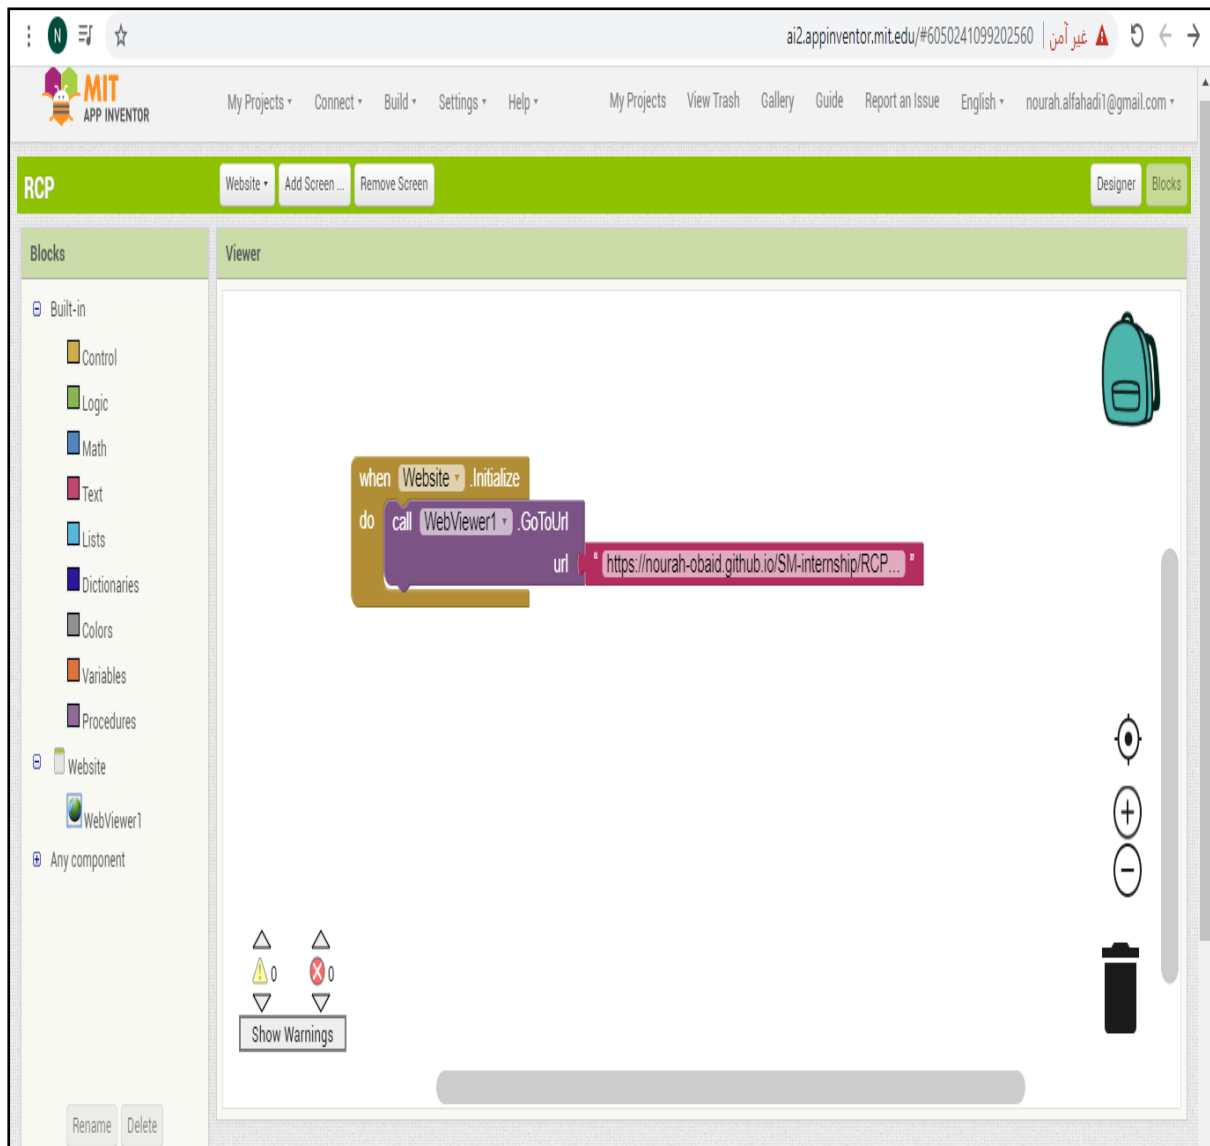 N
ai2.appinventor.mit.edu/#6050241099202560 | غير آمن
MIT
APP INVENTOR
My Projects Connect Build Settings Help My Projects View Trash Gallery Guide Report an Issue English nourah.alfahadi1@gmail.com
RCP Website Add Screen ... Remove Screen Designer Blocks
Blocks
Viewer
Built-in
Control
Logic
Math
Text
Lists
Dictionaries
Colors
Variables
Procedures
Website
WebViewer1
Any component
Rename Delete
when Website .Initialize
do call WebViewer1 .GoToUrl
url " https://nourah-obaid.github.io/SM-internship/RCP... "
0 0
Show Warnings